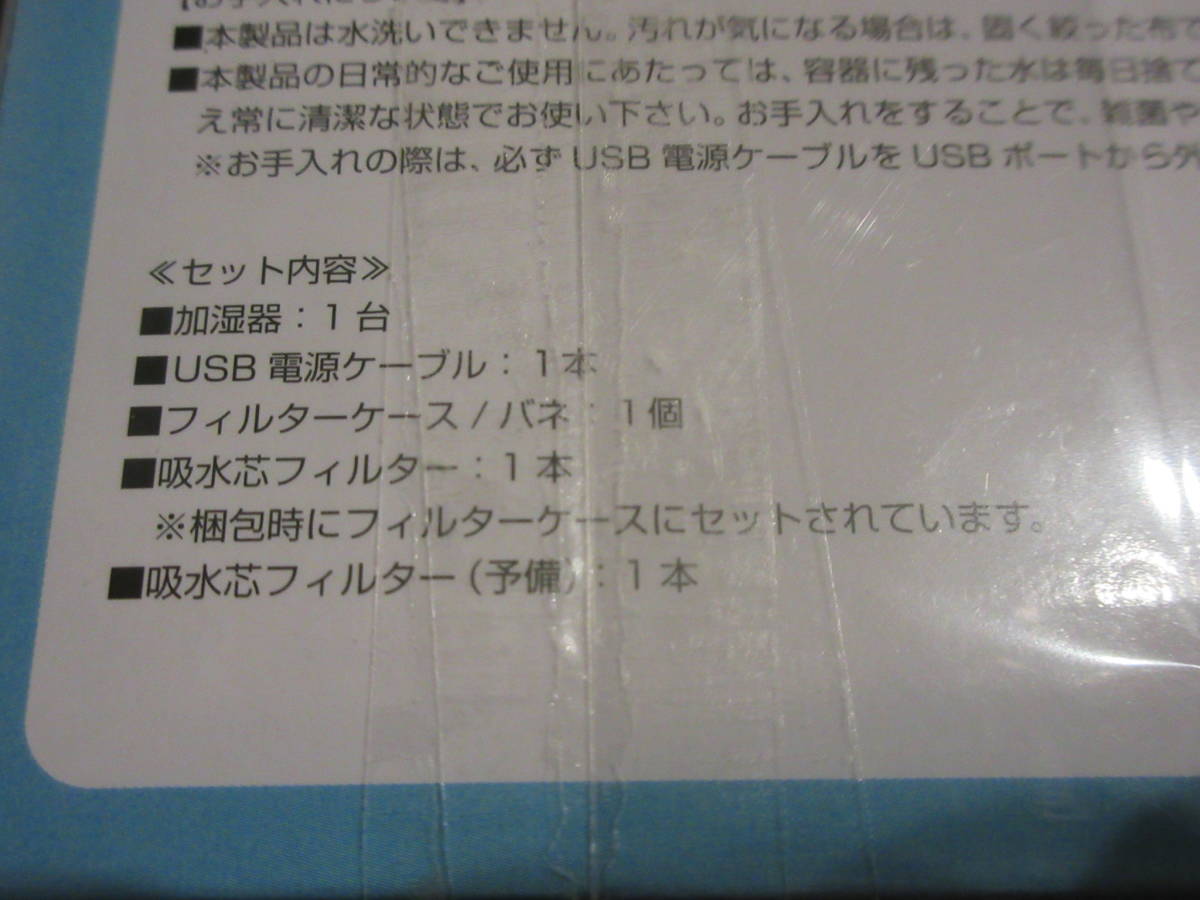 【お手入れについて】
■本製品は水洗いできません。汚れが気になる場合は、固く絞った布で
■本製品の日常的なご使用にあたっては、容器に残った水は毎日捨て
え常に清潔な状態でお使い下さい。お手入れをすることで、雑菌や
※お手入れの際は、必ずUSB電源ケーブルをUSBポートから外
≪セット内容≫
■加湿器：1台
■USB電源ケーブル：1本
■フィルターケース/バネ：1個
■吸水芯フィルター：1本
※梱包時にフィルターケースにセットされています。
■吸水芯フィルター(予備)：1本